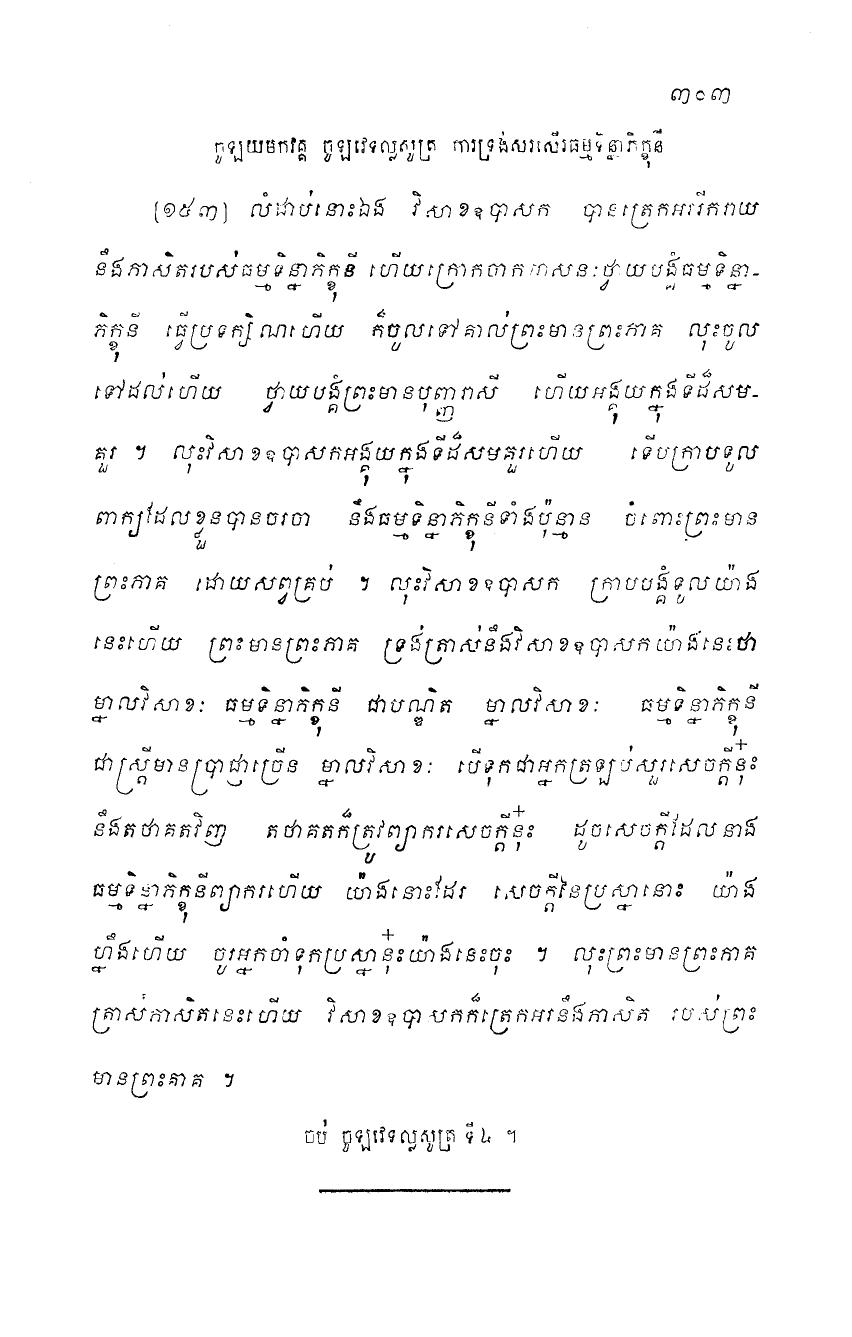 ៣០៣
ចូឡយមកវគ្គ ចូឡវេទល្លសូត្រ ការទ្រង់សរសើរធម្មទិន្នាភិក្ខុនី
[១៥៣] លំដាប់នោះឯង វិសាខឧបាសក បានត្រេកអររីករាយ
នឹងភាសិតរបស់ធម្មទិន្នាភិក្ខុនី ហើយក្រោកចាកអាសនៈថ្វាយបង្គំធម្មទិន្នា-
ភិក្ខុនី ធ្វើប្រទក្សិណហើយ ក៏ចូលទៅគាល់ព្រះមានព្រះភាគ លុះចូល
ទៅដល់ហើយ ថ្វាយបង្គំព្រះមានបុញ្ញរាសី ហើយអង្គុយក្នុងទីដ៏សម-
គួរ ។ លុះវិសាខឧបាសកអង្គុយក្នុងទីដ៏សមគួរហើយ ទើបក្រាបទូល
ពាក្យដែលខ្លួនបានចរចា នឹងធម្មទិន្នាភិក្ខុនីទាំងប៉ុន្មាន ចំពោះព្រះមាន
ព្រះភាគ ដោយសព្វគ្រប់ ។ លុះវិសាខឧបាសក ក្រាបបង្គំទូលយ៉ាង
នេះហើយ ព្រះមានព្រះភាគ ទ្រង់ត្រាស់នឹងវិសាខឧបាសកយ៉ាងនេះថា
ម្នាលវិសាខៈ ធម្មទិន្នាភិក្ខុនី ជាបណ្ឌិត ម្នាលវិសាខៈ ធម្មទិន្នាភិក្ខុនី
ជាស្ត្រីមានប្រាជ្ញាច្រើន ម្នាលវិសាខៈ បើទុកជាអ្នកត្រឡប់សួរសេចក្តីនុ៎ះ
នឹងតថាគតវិញ តថាគតក៏ត្រូវព្យាករសេចក្តីនុ៎ះ ដូចសេចក្តីដែលនាង
ធម្មទិន្នាភិក្ខុនីព្យាករហើយ យ៉ាងនោះដែរ សេចក្តីនៃប្រស្នានោះ យ៉ាង
ហ្នឹងហើយ ចូរអ្នកចាំទុកប្រស្នានុ៎ះយ៉ាងនេះចុះ ។ លុះព្រះមានព្រះភាគ
ត្រាស់ភាសិតនេះហើយ វិសាខឧបាសកក៏ត្រេកអរនឹងភាសិត របស់ព្រះ
មានព្រះភាគ ។
ចប់ ចូឡវេទល្លសូត្រ ទី៤ ។